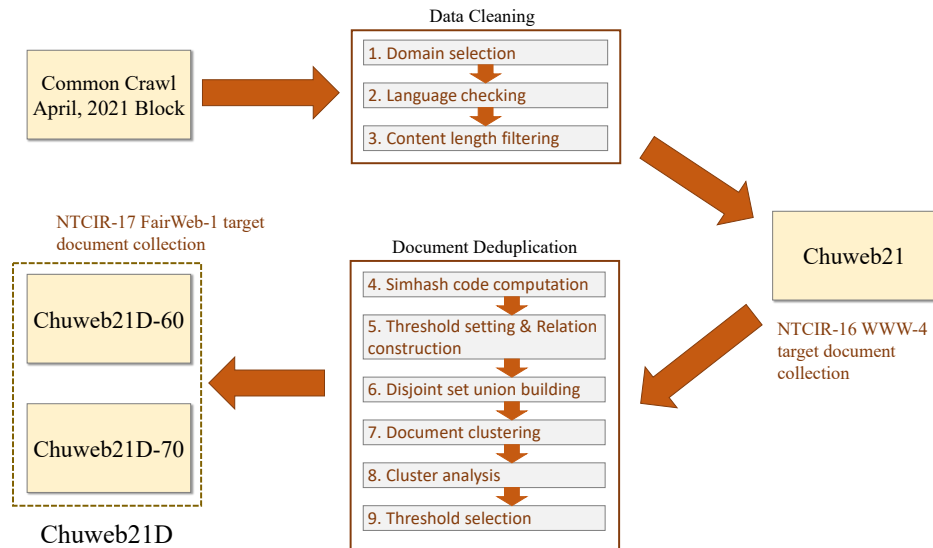 Data Cleaning
Common Crawl
April, 2021 Block
1. Domain selection
2. Language checking
3. Content length filtering
Chuweb21
NTCIR-16 WWW-4
target document
collection
Document Deduplication
4. Simhash code computation
5. Threshold setting & Relation
construction
6. Disjoint set union building
7. Document clustering
8. Cluster analysis
9. Threshold selection
NTCIR-17 FairWeb-1 target
document collection
Chuweb21D-60
Chuweb21D-70
Chuweb21D